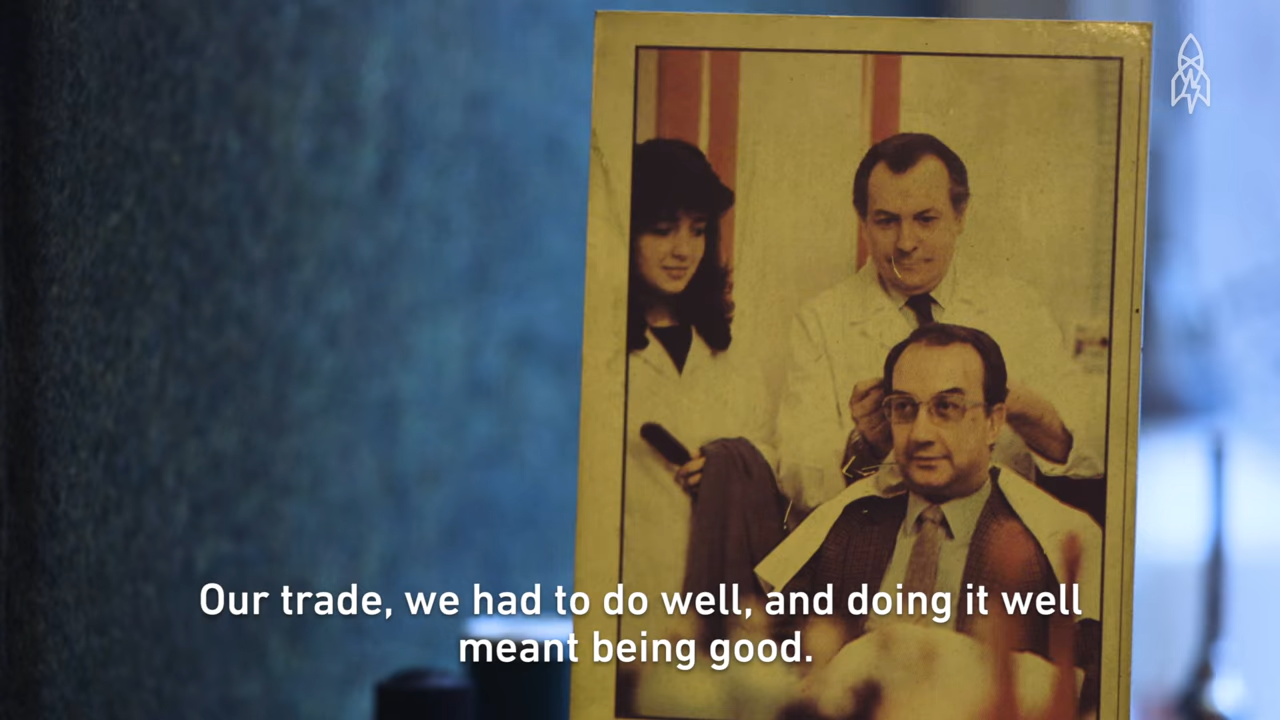 Our trade, we had to do well, and doing it well
meant being good.